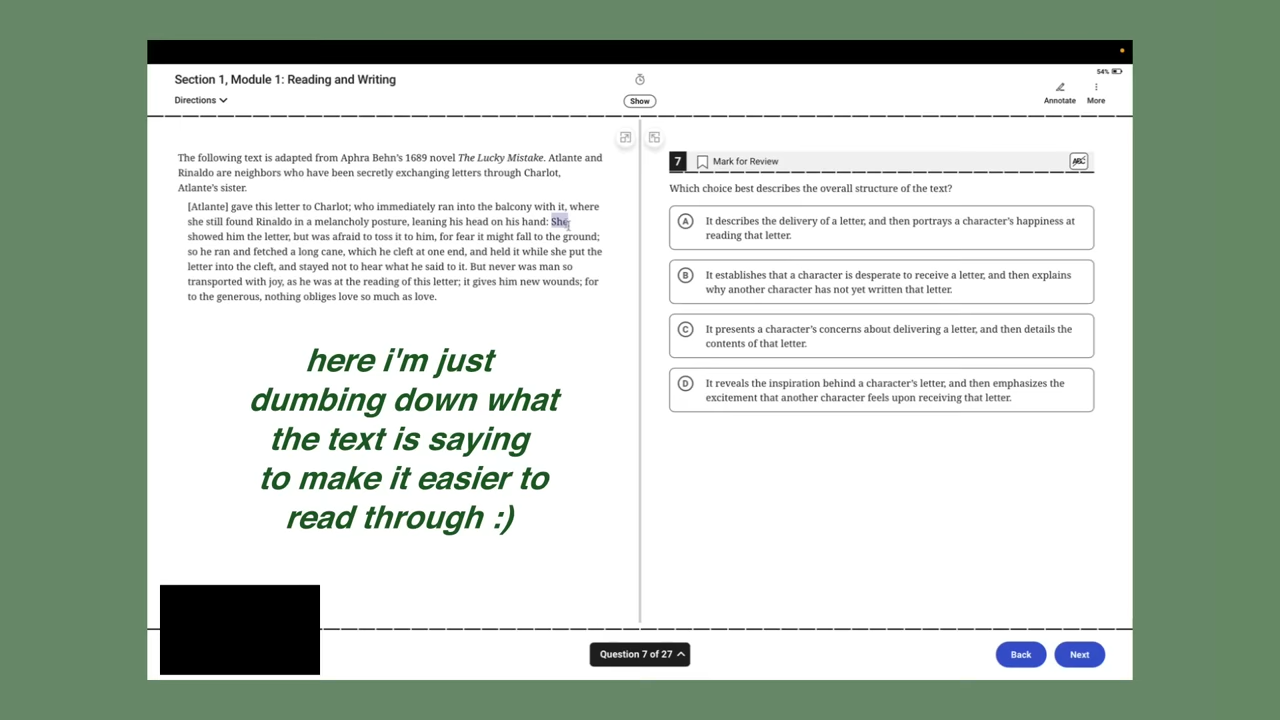 54%
Section 1, Module 1: Reading and Writing
Directions
Show
Annotate
More
The following text is adapted from Aphra Behn's 1689 novel The Lucky Mistake. Atlante and
Rinaldo are neighbors who have been secretly exchanging letters through Charlot,
Atlante's sister.
[Atlante] gave this letter to Charlot; who immediately ran into the balcony with it, where
she still found Rinaldo in a melancholy posture, leaning his head on his hand: She
showed him the letter, but was afraid to toss it to him, for fear it might fall to the ground;
so he ran and fetched a long cane, which he cleft at one end, and held it while she put the
letter into the cleft, and stayed not to hear what he said to it. But never was man so
transported with joy, as he was at the reading of this letter; it gives him new wounds; for
to the generous, nothing obliges love so much as love.
here i'm just
dumbing down what
the text is saying
to make it easier to
read through :)
7
Mark for Review
ABC
Which choice best describes the overall structure of the text?
A
It describes the delivery of a letter, and then portrays a character's happiness at
reading that letter.
B
It establishes that a character is desperate to receive a letter, and then explains
why another character has not yet written that letter.
C
It presents a character's concerns about delivering a letter, and then details the
contents of that letter.
D
It reveals the inspiration behind a character's letter, and then emphasizes the
excitement that another character feels upon receiving that letter.
Question 7 of 27
Back
Next